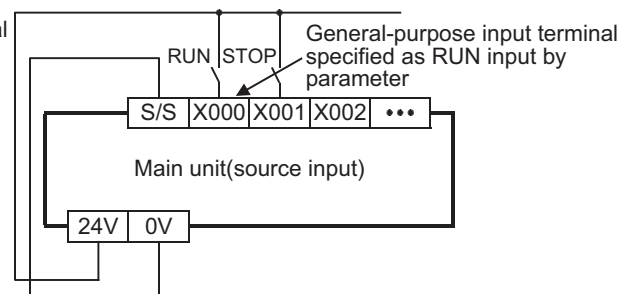 al
General-purpose input terminal
RUN STOP specified as RUN input by
parameter
S/S X000 X001 X002 •••
Main unit(source input)
24V 0V